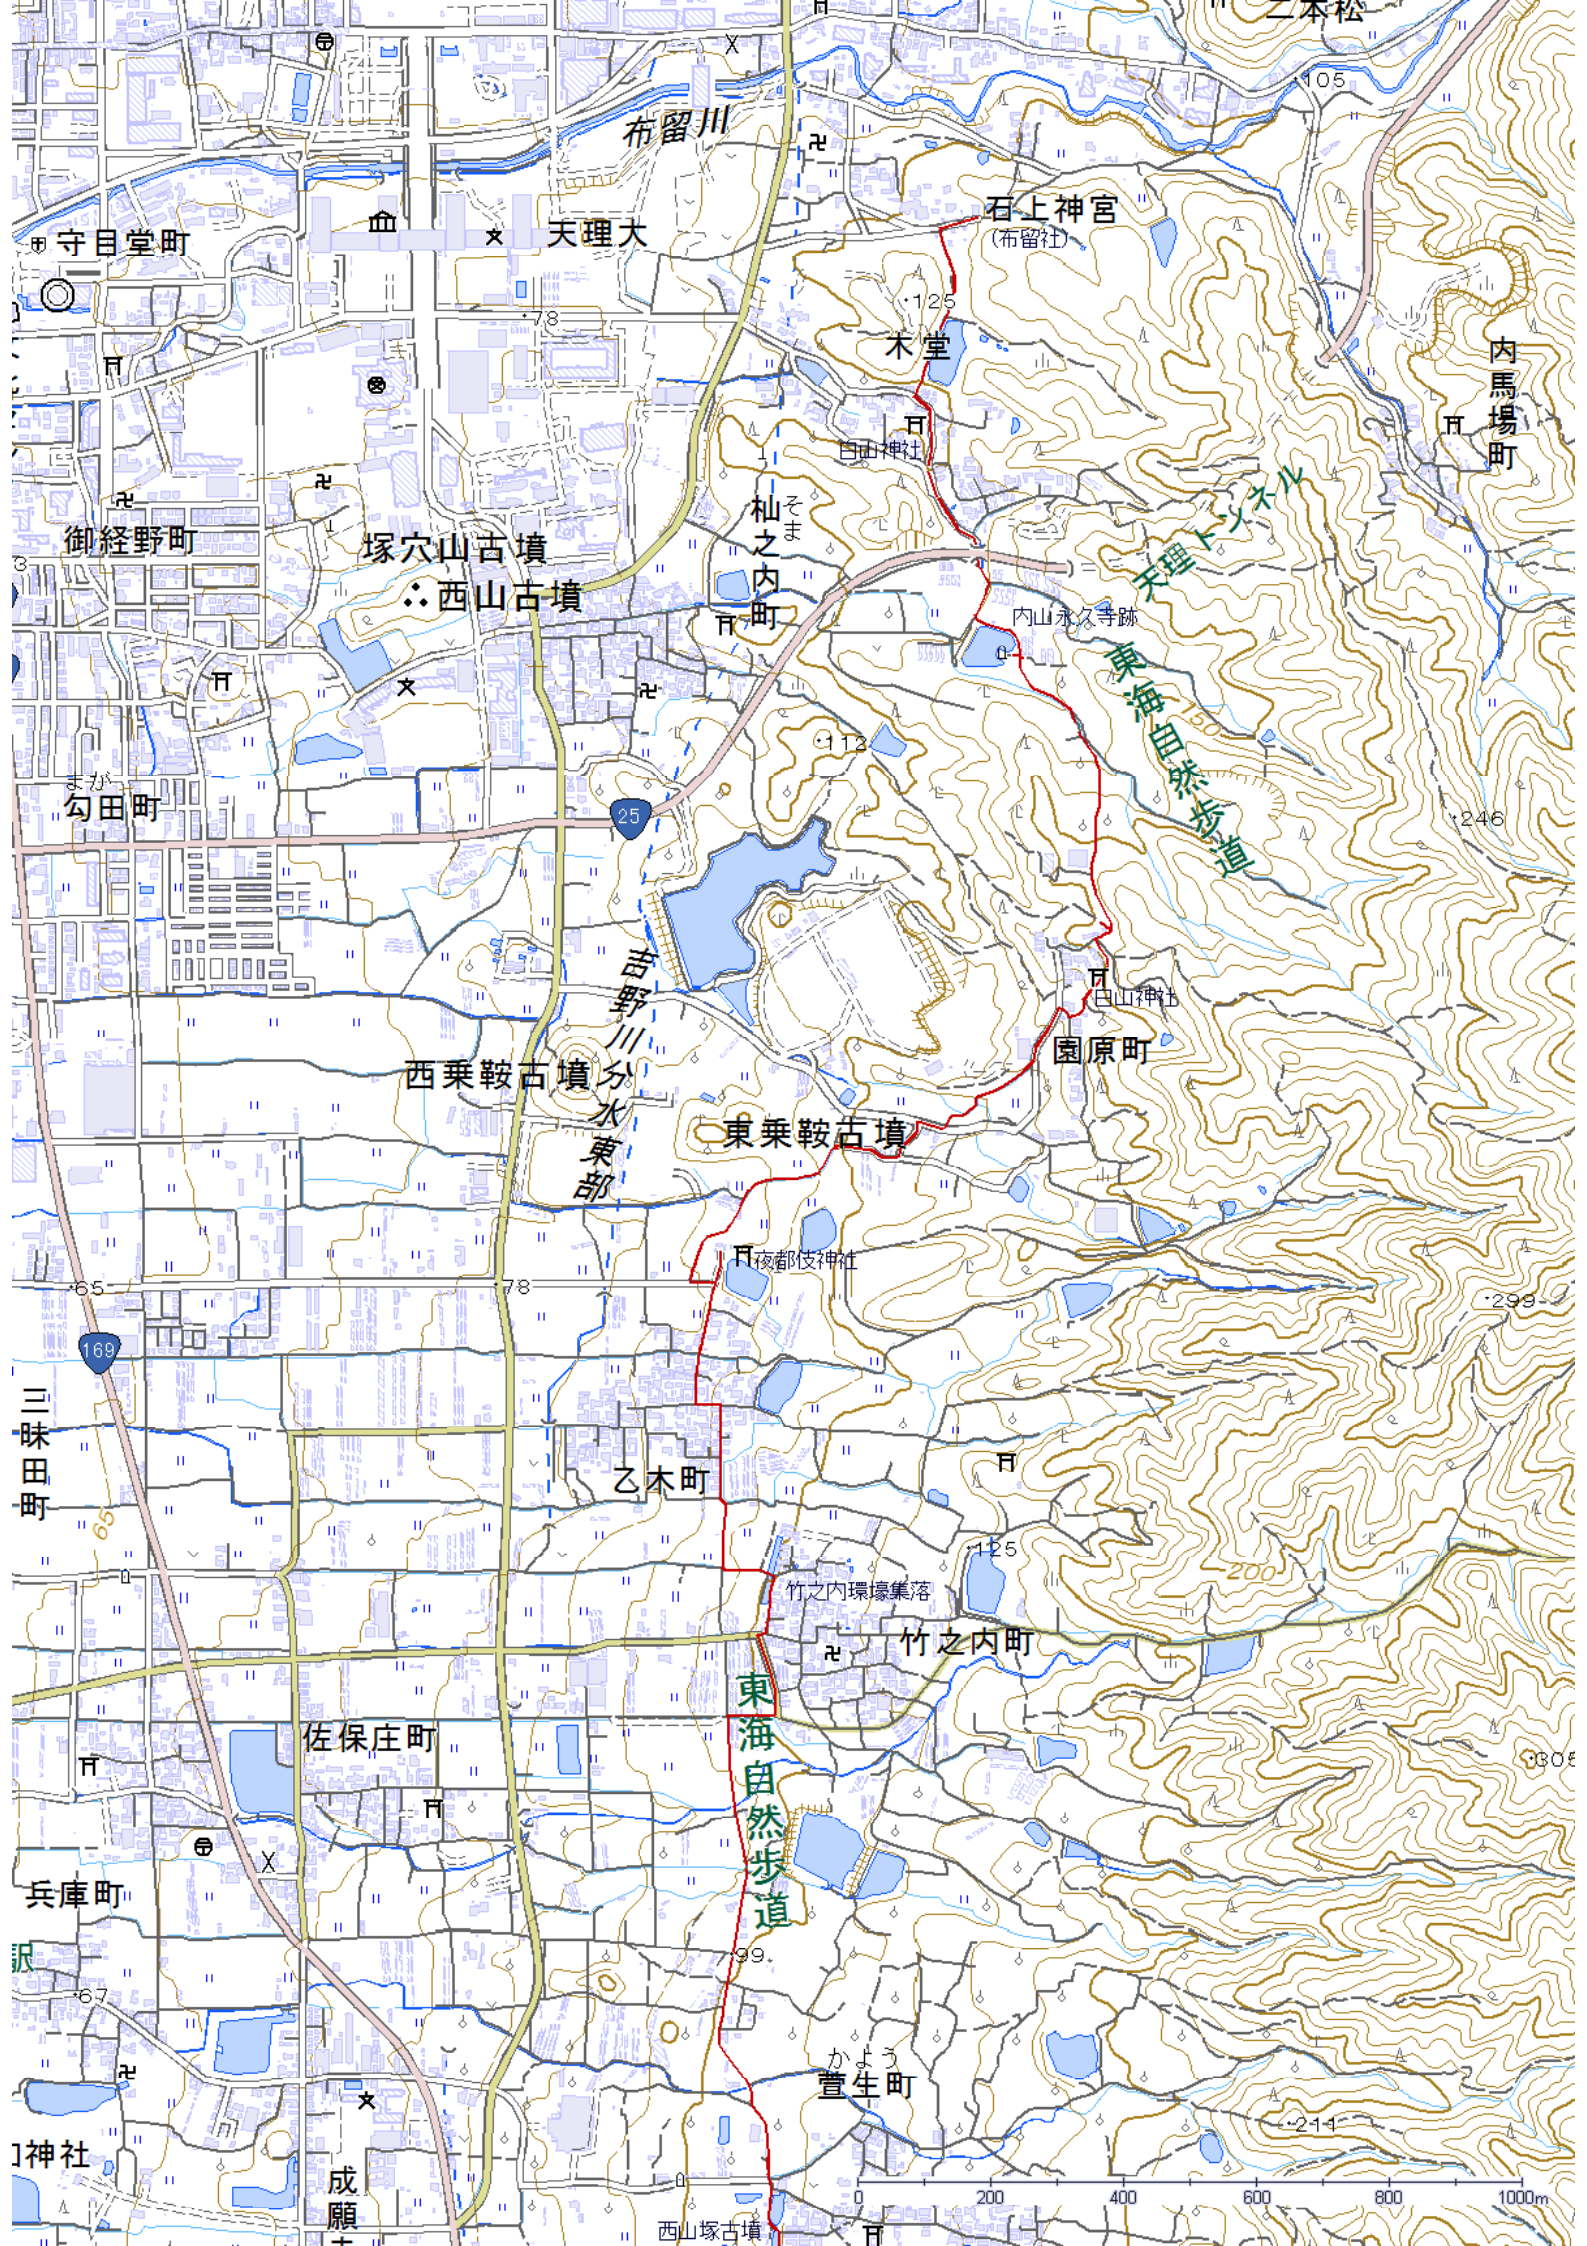 二本松
105
布留川
石上神宮
(布留社)
守目堂町
天理大
125
78
木堂
内馬場町
白山神社
天理トンネル
そま
杣之内町
御経野町
塚穴山古墳
西山古墳
内山永久寺跡
東海自然歩道
150
113
まが
勾田町
25
246
吉野川分水東部
白山神社
園原町
西乗鞍古墳
東乗鞍古墳
夜都伎神社
65
78
299
169
三昧田町
乙木町
65
125
200
竹之内環壕集落
竹之内町
東海自然歩道
佐保庄町
305
兵庫町
駅
99
67
かよう
萱生町
211
神社
成願
0 200 400 600 800 1000m
西山塚古墳